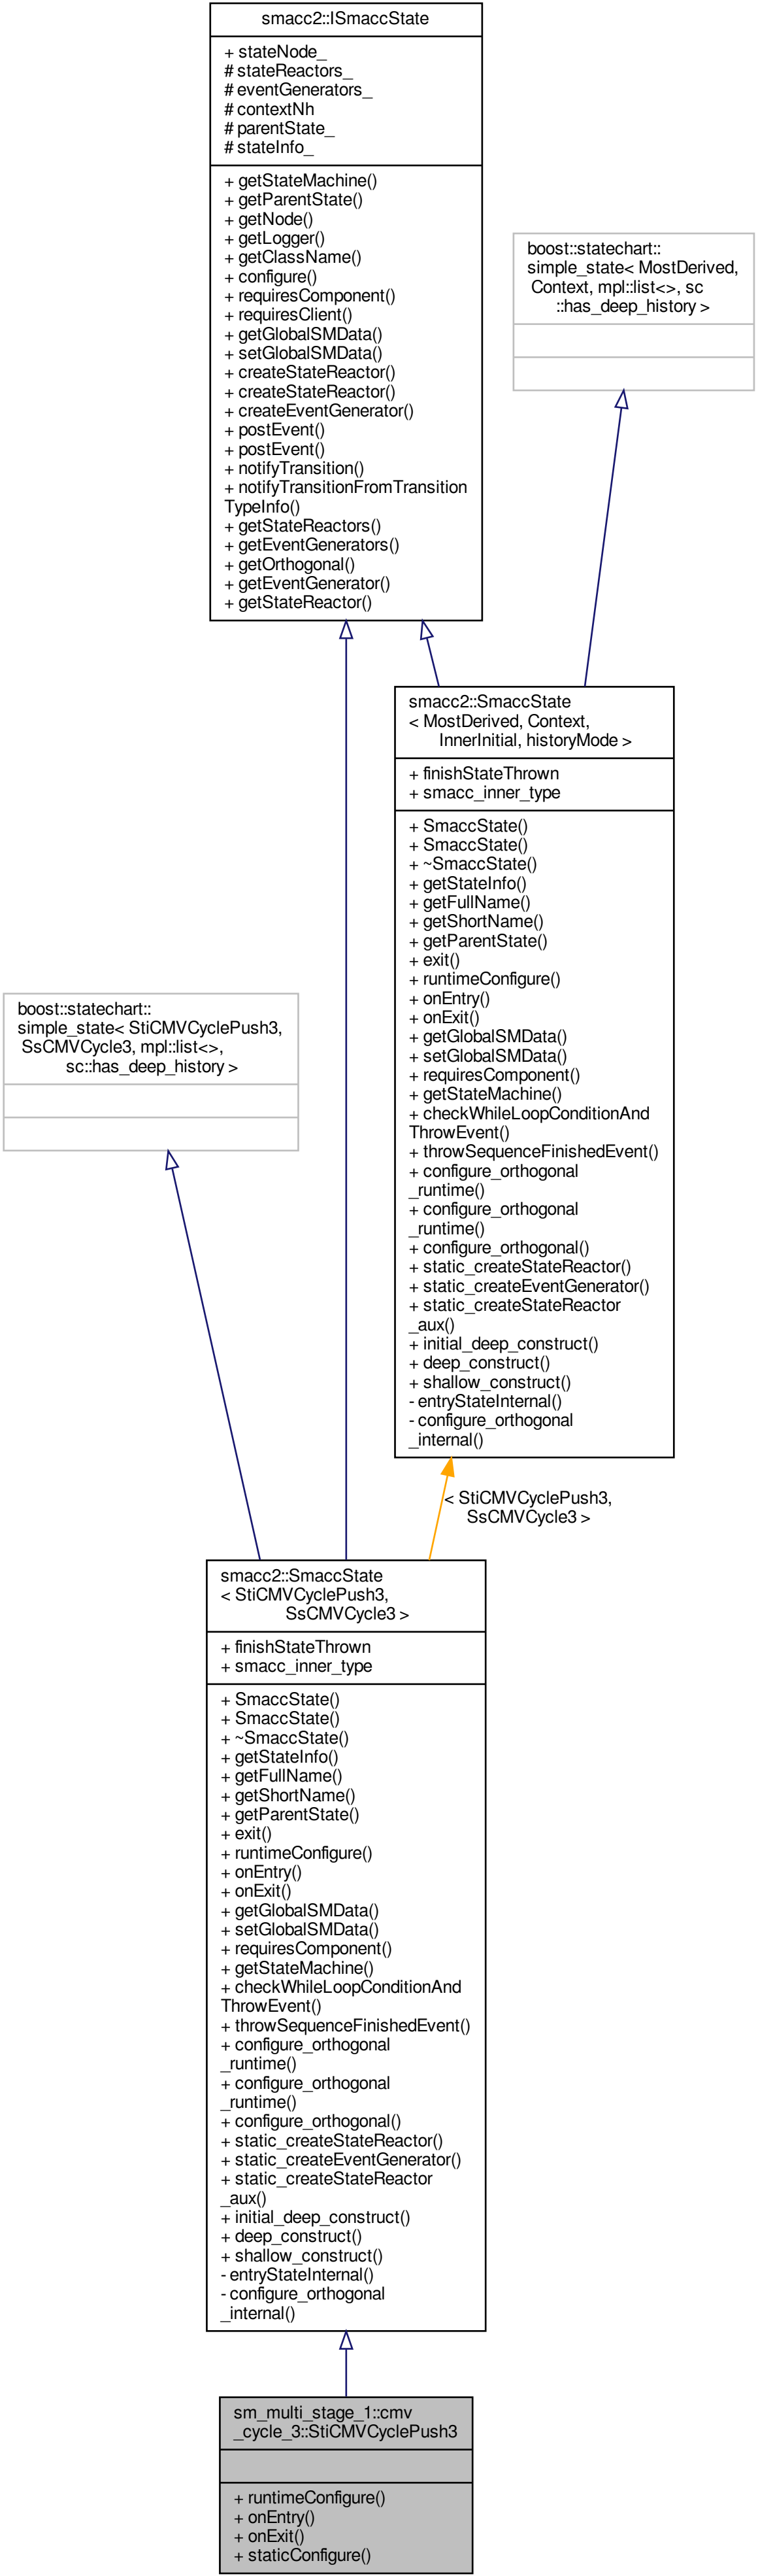 smacc2::ISmaccState
+ stateNode_
# stateReactors_
# eventGenerators_
# contextNh
# parentState_
# stateInfo_
+ getStateMachine()
+ getParentState()
+ getNode()
+ getLogger()
+ getClassName()
+ configure()
+ requiresComponent()
+ requiresClient()
+ getGlobalSMData()
+ setGlobalSMData()
+ createStateReactor()
+ createStateReactor()
+ createEventGenerator()
+ postEvent()
+ postEvent()
+ notifyTransition()
+ notifyTransitionFromTransition
TypeInfo()
+ getStateReactors()
+ getEventGenerators()
+ getOrthogonal()
+ getEventGenerator()
+ getStateReactor()
boost::statechart::
simple_state< MostDerived,
Context, mpl::list<>, sc
::has_deep_history >
smacc2::SmaccState
< MostDerived, Context,
InnerInitial, historyMode >
+ finishStateThrown
+ smacc_inner_type
+ SmaccState()
+ SmaccState()
+ ~SmaccState()
+ getStateInfo()
+ getFullName()
+ getShortName()
+ getParentState()
+ exit()
+ runtimeConfigure()
+ onEntry()
+ onExit()
+ getGlobalSMData()
+ setGlobalSMData()
+ requiresComponent()
+ getStateMachine()
+ checkWhileLoopConditionAnd
ThrowEvent()
+ throwSequenceFinishedEvent()
+ configure_orthogonal
_runtime()
+ configure_orthogonal
_runtime()
+ configure_orthogonal()
+ static_createStateReactor()
+ static_createEventGenerator()
+ static_createStateReactor
_aux()
+ initial_deep_construct()
+ deep_construct()
+ shallow_construct()
- entryStateInternal()
- configure_orthogonal
_internal()
boost::statechart::
simple_state< StiCMVCyclePush3,
SsCMVCycle3, mpl::list<>,
sc::has_deep_history >
< StiCMVCyclePush3,
SsCMVCycle3 >
smacc2::SmaccState
< StiCMVCyclePush3,
SsCMVCycle3 >
+ finishStateThrown
+ smacc_inner_type
+ SmaccState()
+ SmaccState()
+ ~SmaccState()
+ getStateInfo()
+ getFullName()
+ getShortName()
+ getParentState()
+ exit()
+ runtimeConfigure()
+ onEntry()
+ onExit()
+ getGlobalSMData()
+ setGlobalSMData()
+ requiresComponent()
+ getStateMachine()
+ checkWhileLoopConditionAnd
ThrowEvent()
+ throwSequenceFinishedEvent()
+ configure_orthogonal
_runtime()
+ configure_orthogonal
_runtime()
+ configure_orthogonal()
+ static_createStateReactor()
+ static_createEventGenerator()
+ static_createStateReactor
_aux()
+ initial_deep_construct()
+ deep_construct()
+ shallow_construct()
- entryStateInternal()
- configure_orthogonal
_internal()
sm_multi_stage_1::cmv
_cycle_3::StiCMVCyclePush3
+ runtimeConfigure()
+ onEntry()
+ onExit()
+ staticConfigure()